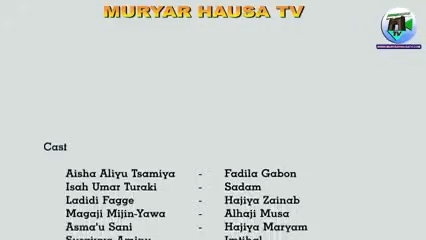 MURYAR HAUSA TV
TV
Cast
Aisha Aliyu Tsamiya - Fadila Gabon
Isah Umar Turaki - Sadam
Ladidi Fagge - Hajiya Zainab
Magaji Mijin-Yawa - Alhaji Musa
Asma'u Sani - Hajiya Maryam